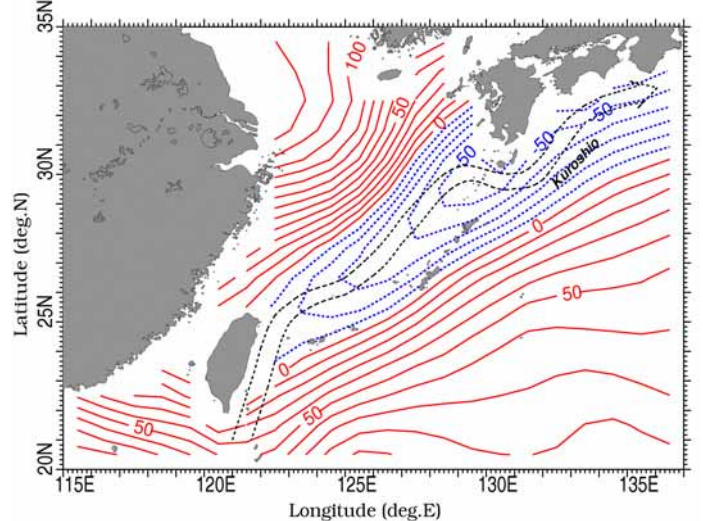 35N
100
50
0
30N
-50
-50
-50
Kuroshio
0
Latitude (deg.N)
25N
50
0
50
50
20N
115E 120E 125E 130E 135E
Longitude (deg.E)